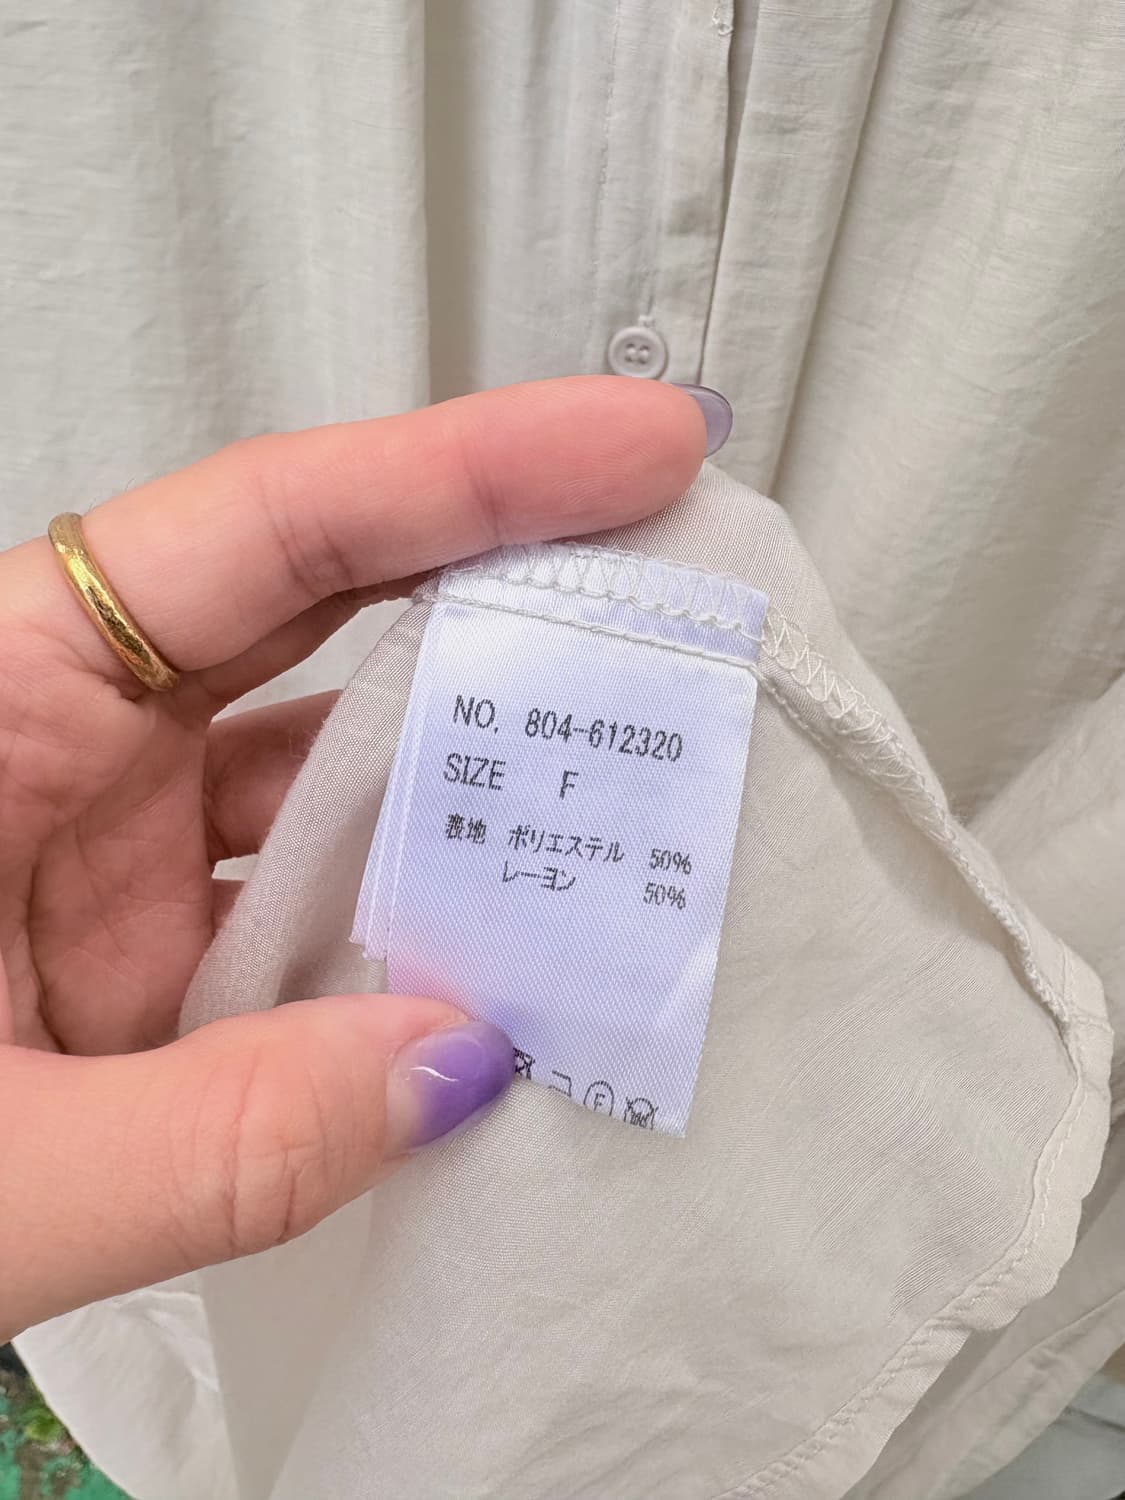 NO. 804-612320
SIZE F
表地 ポリエステル 50%
レーヨン 50%
F
W